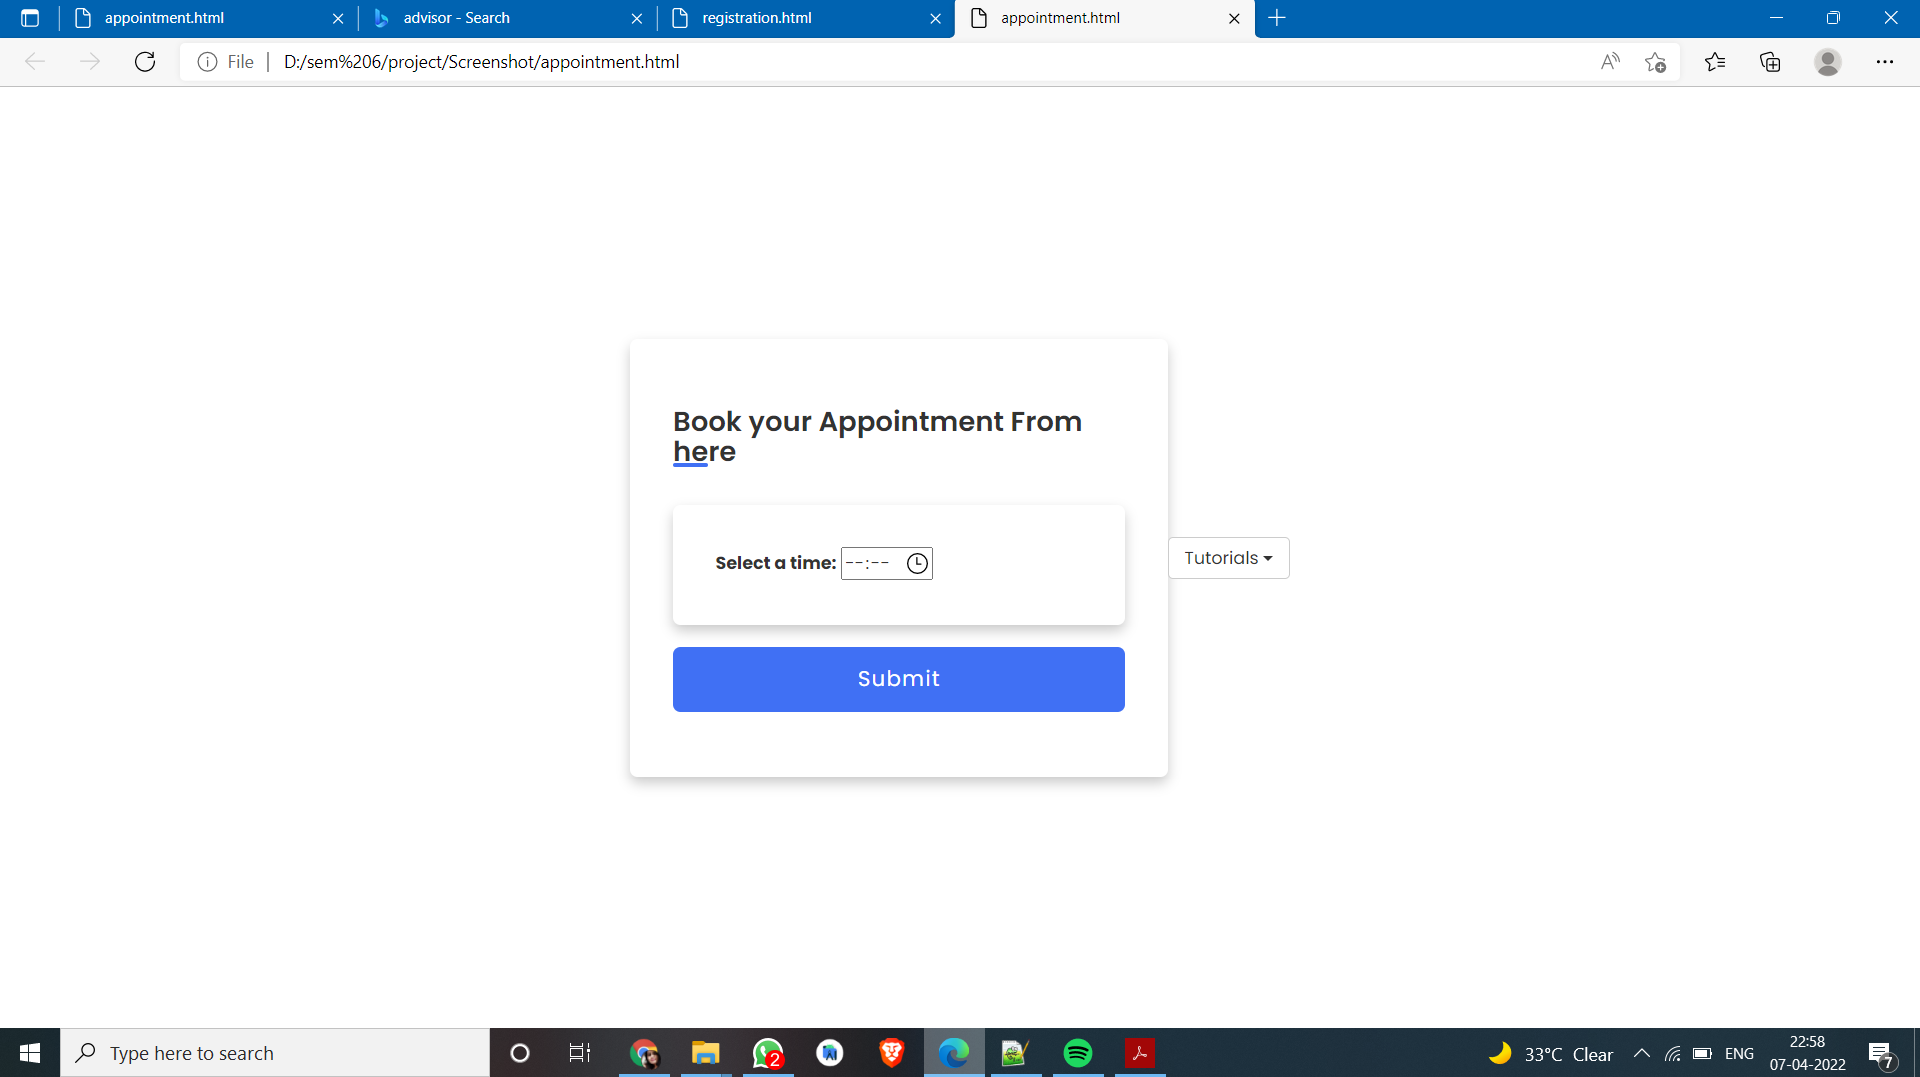 appointment.html
advisor - Search
registration.html
appointment.html
File
D:/sem%206/project/Screenshot/appointment.html
Book your Appointment From
here
Select a time: --:--
Tutorials
Submit
Type here to search
2
33°C Clear
ENG
22:58
07-04-2022
7